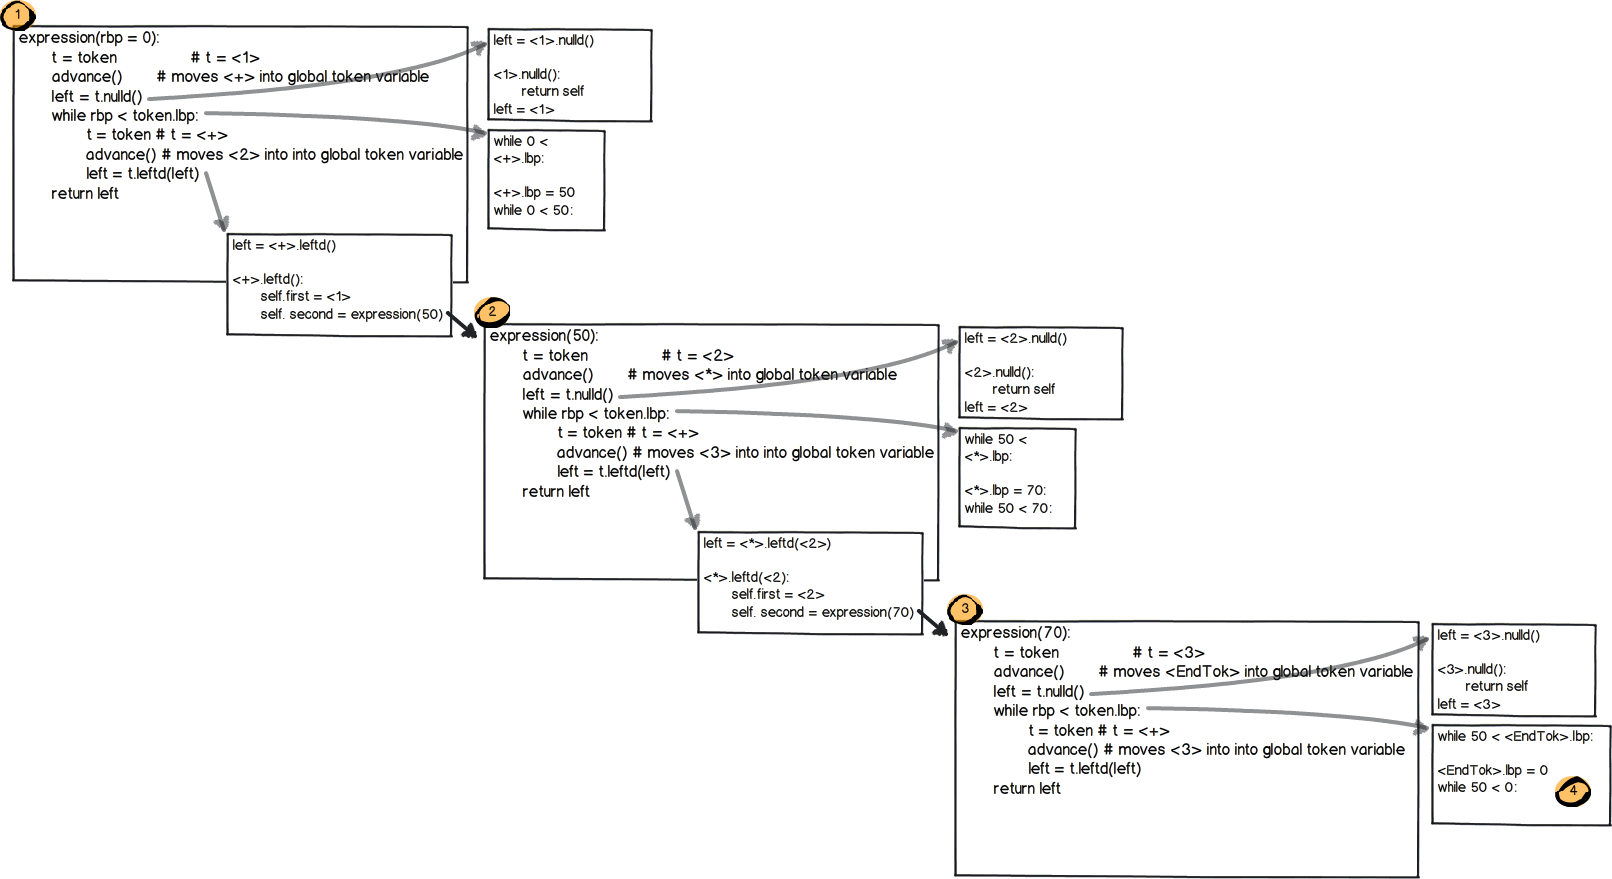 1
expression(rbp = 0):
t = token # t = <1>
advance() # moves <+> into global token variable
left = t.nulld()
while rbp < token.lbp:
t = token # t = <+>
advance() # moves <2> into into global token variable
left = t.leftd(left)
return left
left = <1>.nulld()
<1>.nulld():
return self
left = <1>
while 0 <
<+>.lbp:
<+>.lbp = 50
while 0 < 50:
left = <+>.leftd()
<+>.leftd():
self.first = <1>
self. second = expression(50)
2
expression(50):
t = token # t = <2>
advance() # moves <*> into global token variable
left = t.nulld()
while rbp < token.lbp:
t = token # t = <+>
advance() # moves <3> into into global token variable
left = t.leftd(left)
return left
left = <2>.nulld()
<2>.nulld():
return self
left = <2>
while 50 <
<*>.lbp:
<*>.lbp = 70:
while 50 < 70:
left = <*>.leftd(<2>)
<*>.leftd(<2):
self.first = <2>
self. second = expression(70)
3
expression(70):
t = token # t = <3>
advance() # moves <EndTok> into global token variable
left = t.nulld()
while rbp < token.lbp:
t = token # t = <+>
advance() # moves <3> into into global token variable
left = t.leftd(left)
return left
left = <3>.nulld()
<3>.nulld():
return self
left = <3>
while 50 < <EndTok>.lbp:
<EndTok>.lbp = 0
while 50 < 0:
4